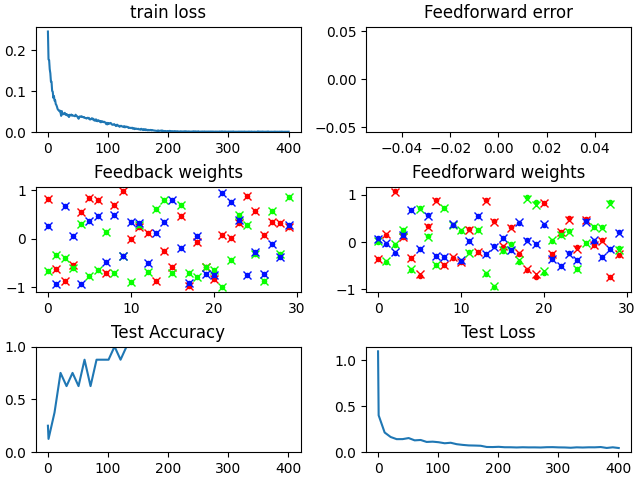 train loss
Feedforward error
0.2
0.1
0.0
0 100 200 300 400
0.05
0.00
−0.05
−0.04 −0.02 0.00 0.02 0.04
Feedback weights
Feedforward weights
1
0
−1
0 10 20 30
1
0
−1
0 10 20 30
Test Accuracy
Test Loss
1.0
0.5
0.0
0 100 200 300 400
1.0
0.5
0.0
0 100 200 300 400